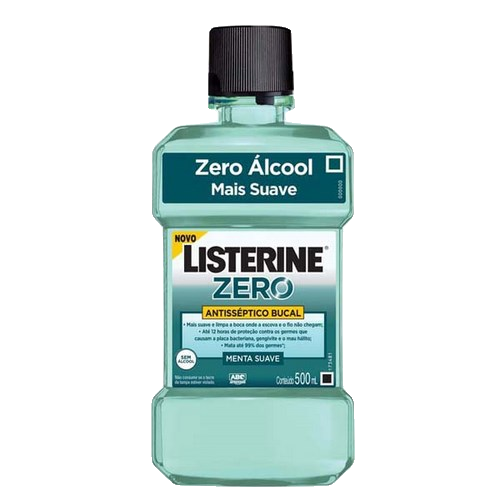 Zero Álcool
Mais Suave
NOVO
LISTERINE®
ZERO
ANTISSÉPTICO BUCAL
• Mais suave e limpa a boca onde a escova e o fio não chegam;
• Até 12 horas de proteção contra os germes que
causam a placa bacteriana, gengivite e o mau hálito;
• Mata até 99% dos germes*;
SEM
ÁLCOOL
MENTA SUAVE
ABO
Conteúdo 500 mL